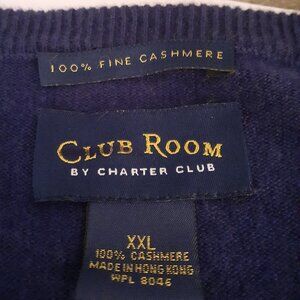 100% FINE CASHMERE
CLUB ROOM
BY CHARTER CLUB
XXL
100% CASHMERE
MADE IN HONG KONG
WPL 8046